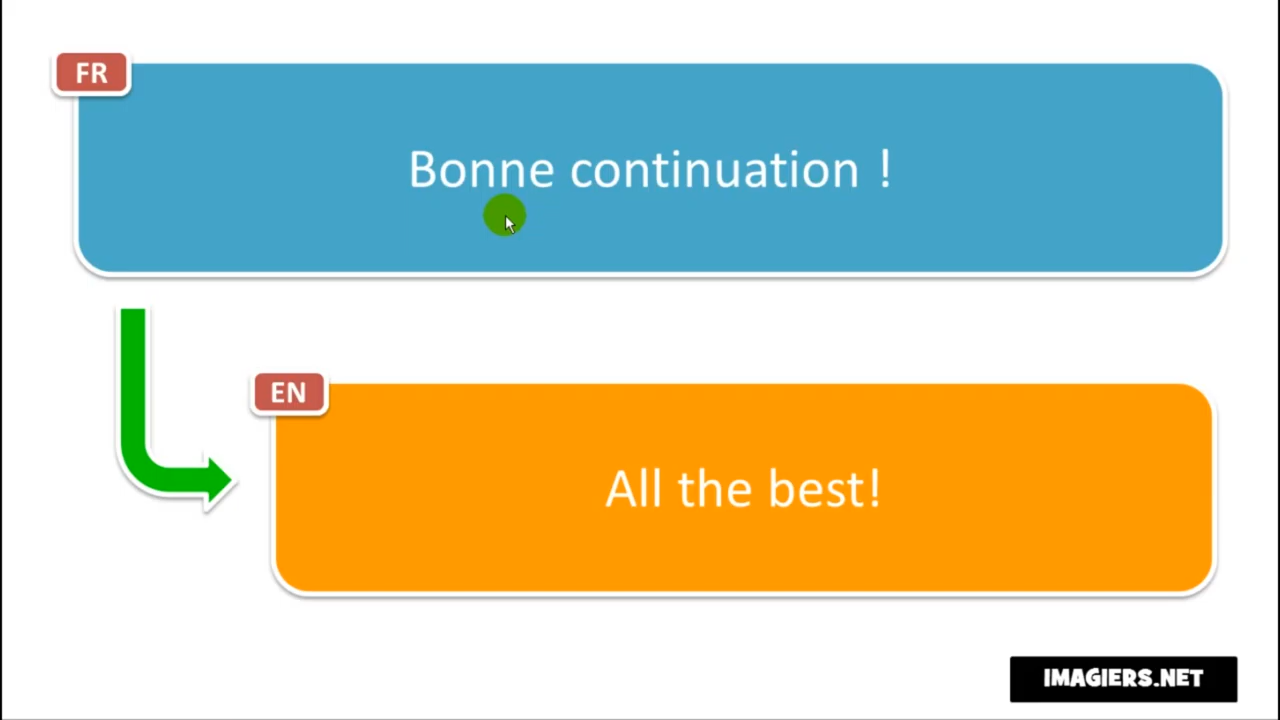 FR
Bonne continuation !
EN
All the best!
IMAGIERS.NET